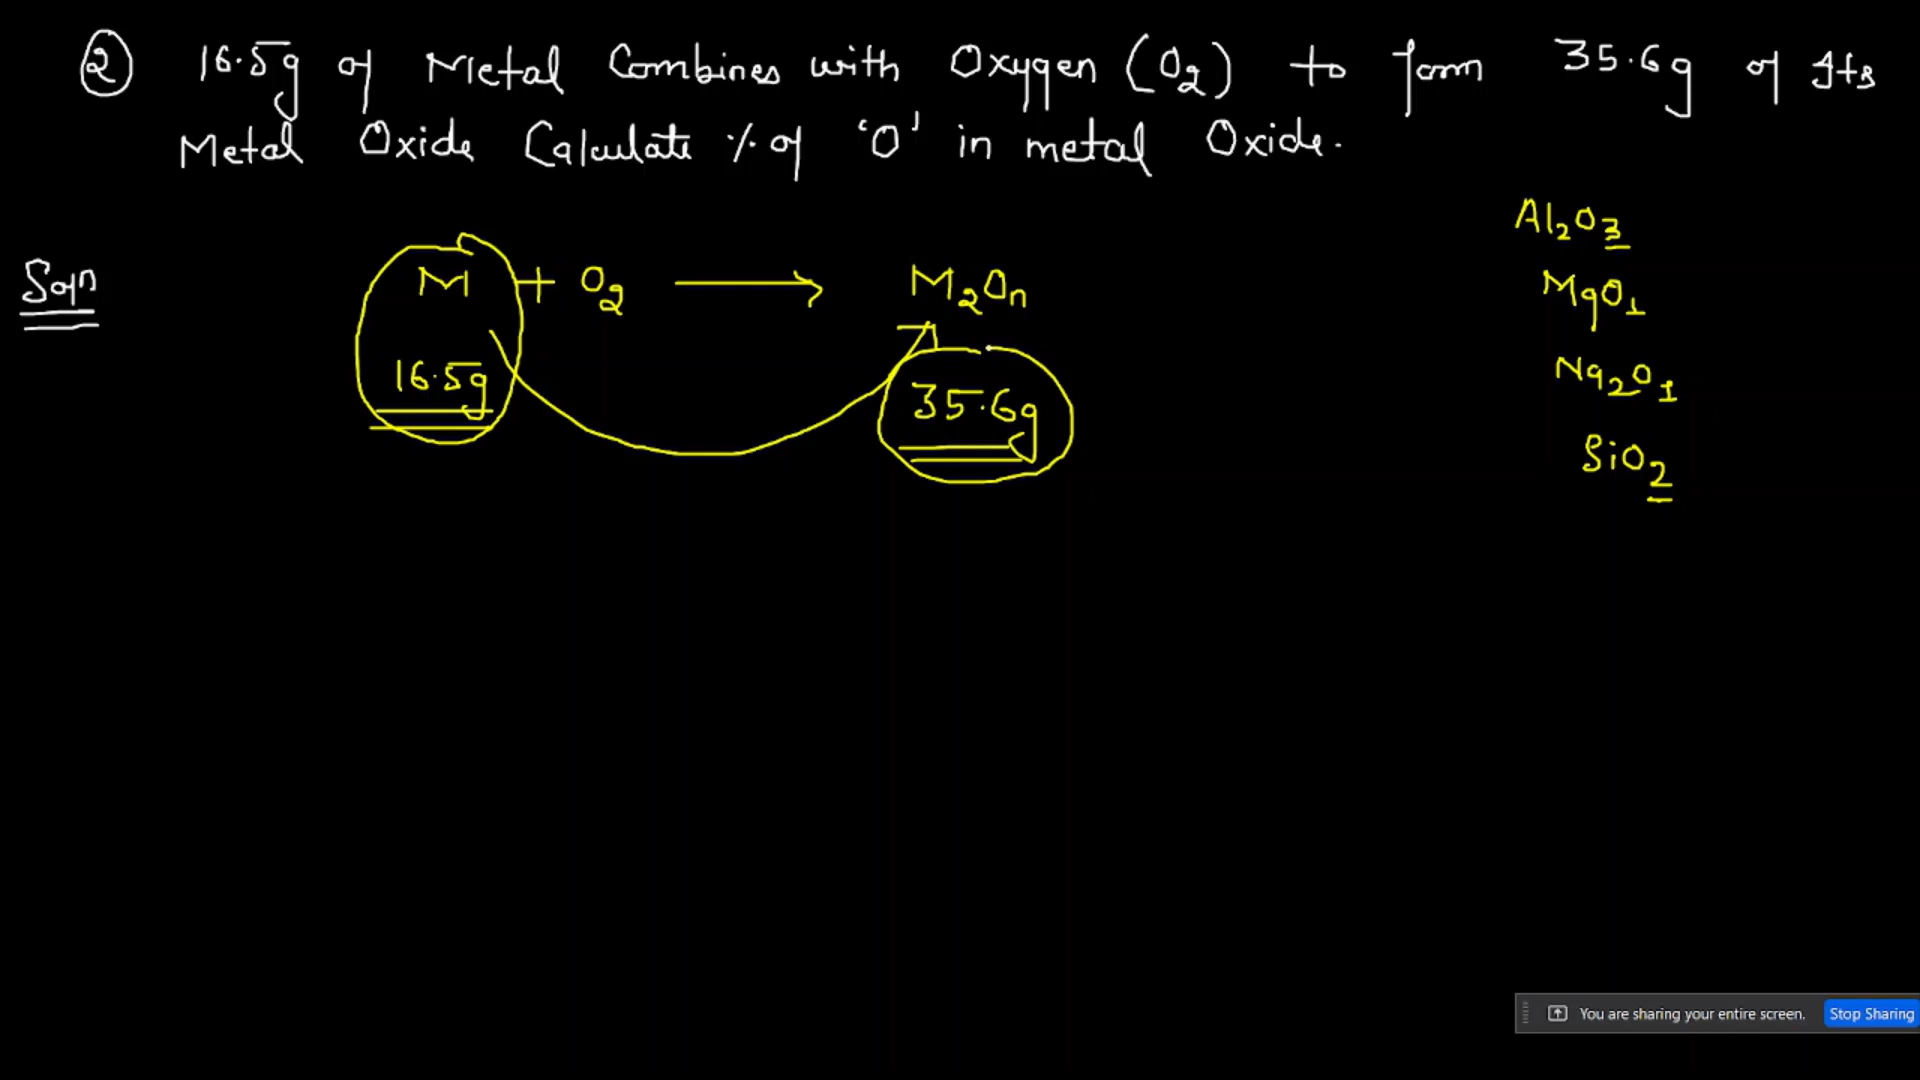 ② 16.5g of Metal Combines with Oxygen (O₂) to form 35.6g of Its
Metal Oxide Calculate % of 'O' in metal Oxide.
Al₂O₃
Solⁿ M + O₂ ⟶ M₂Oₙ
MgO₁
16.5g 35.6g
Na₂O₁
SiO₂
You are sharing your entire screen. Stop Sharing